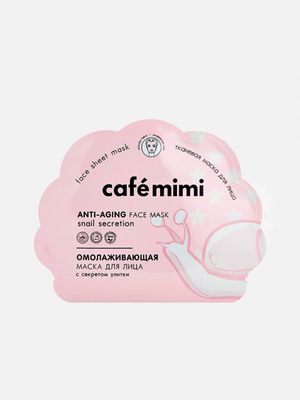 face sheet mask
тканевая маска для лица
café mimi
ANTI-AGING FACE MASK
snail secretion
ОМОЛАЖИВАЮЩАЯ
МАСКА ДЛЯ ЛИЦА
с секретом улитки